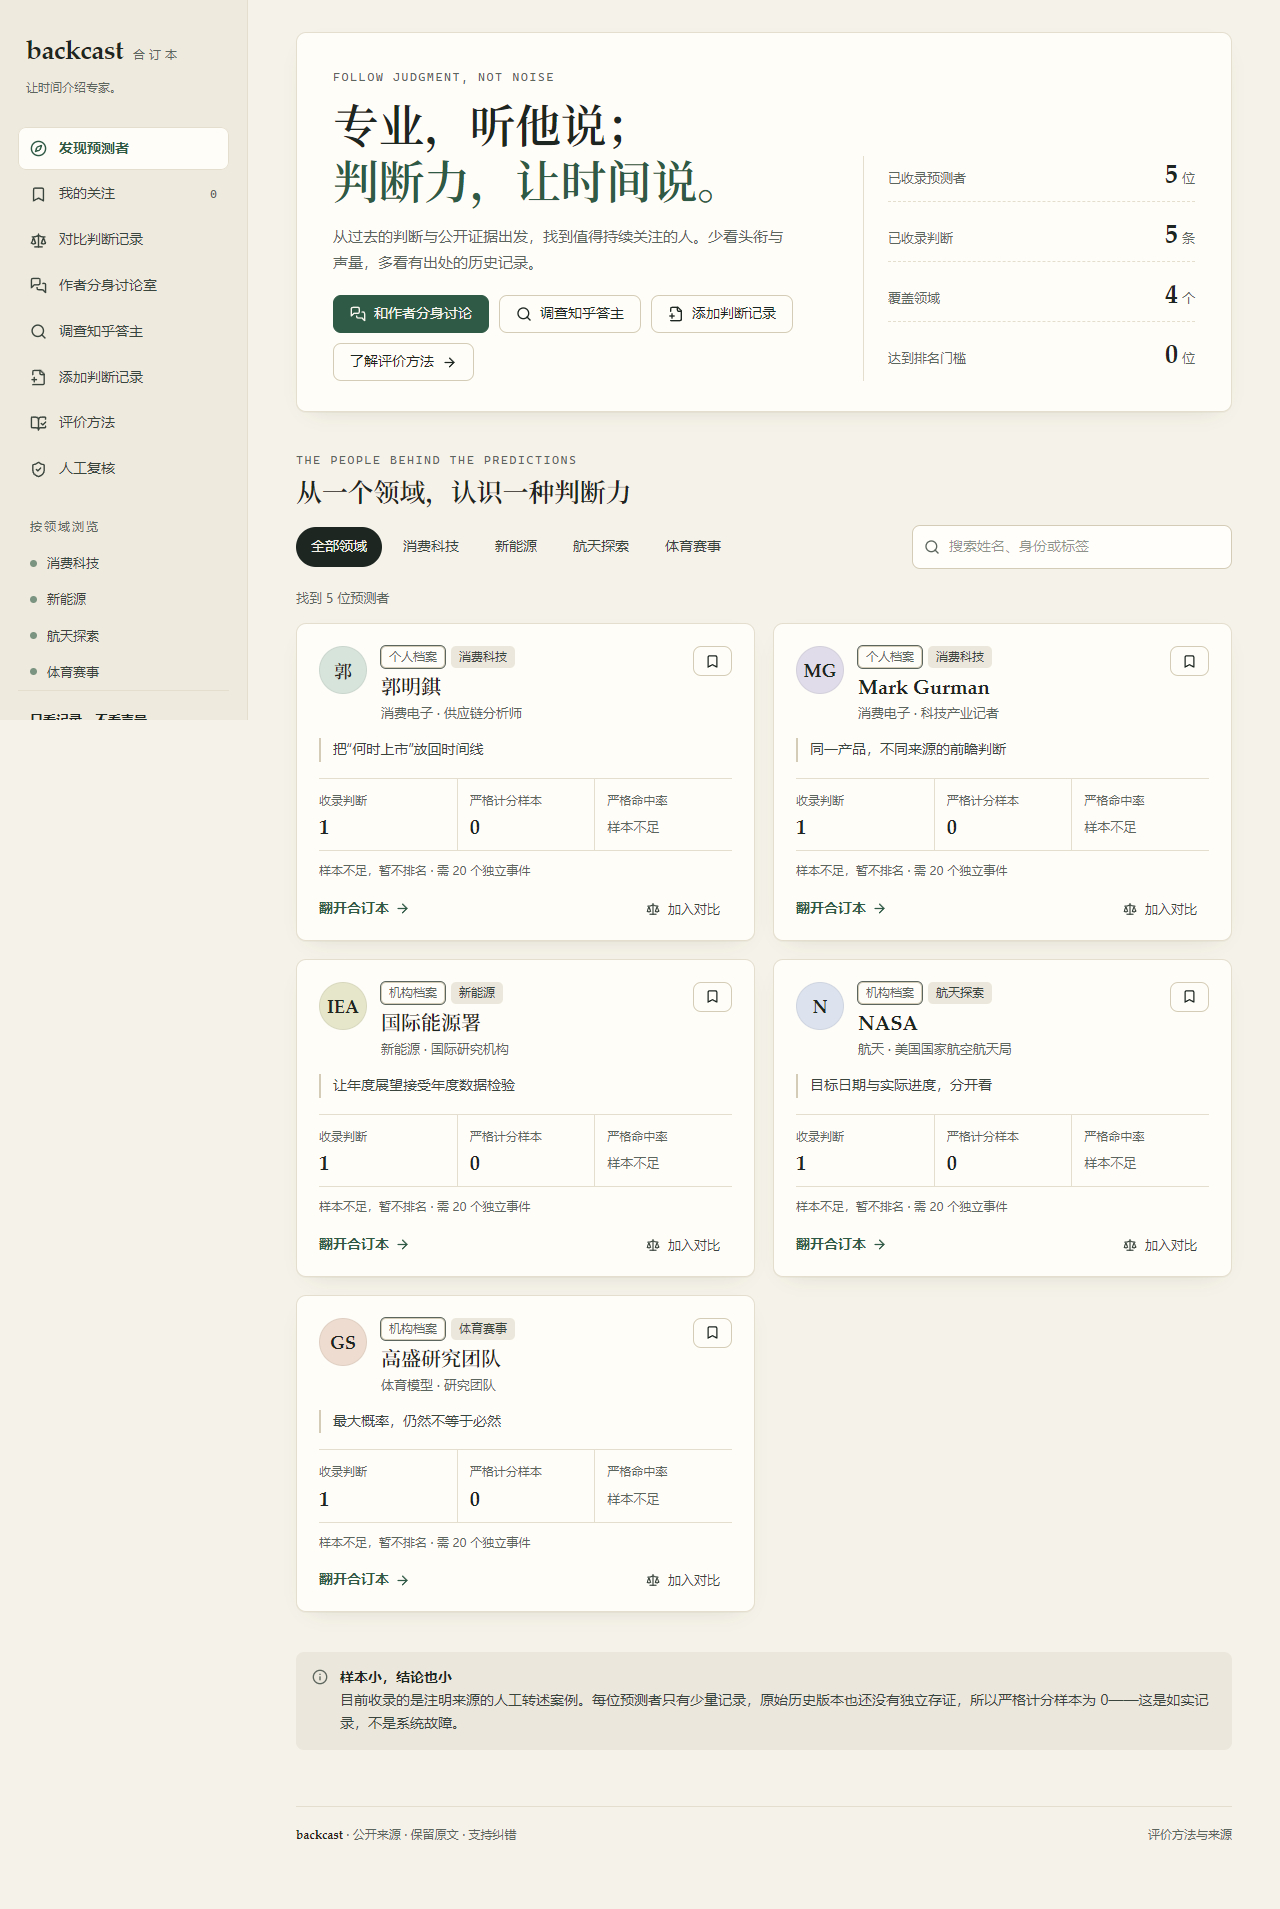 backcast 合订本
让时间介绍专家。
发现预测者
我的关注 0
对比判断记录
作者分身讨论室
调查知乎答主
添加判断记录
评价方法
人工复核
按领域浏览
消费科技
新能源
航天探索
体育赛事
FOLLOW JUDGMENT, NOT NOISE
专业，听他说；
判断力，让时间说。
从过去的判断与公开证据出发，找到值得持续关注的人。少看头衔与
声量，多看有出处的历史记录。
和作者分身讨论
调查知乎答主
添加判断记录
了解评价方法
已收录预测者 5 位
已收录判断 5 条
覆盖领域 4 个
达到排名门槛 0 位
THE PEOPLE BEHIND THE PREDICTIONS
从一个领域，认识一种判断力
全部领域 消费科技 新能源 航天探索 体育赛事
搜索姓名、身份或标签
找到 5 位预测者
郭
个人档案 消费科技
郭明錤
消费电子 · 供应链分析师
把“何时上市”放回时间线
收录判断 严格计分样本 严格命中率
1 0 样本不足
样本不足，暂不排名 · 需 20 个独立事件
翻开合订本 加入对比
MG
个人档案 消费科技
Mark Gurman
消费电子 · 科技产业记者
同一产品，不同来源的前瞻判断
收录判断 严格计分样本 严格命中率
1 0 样本不足
样本不足，暂不排名 · 需 20 个独立事件
翻开合订本 加入对比
IEA
机构档案 新能源
国际能源署
新能源 · 国际研究机构
让年度展望接受年度数据检验
收录判断 严格计分样本 严格命中率
1 0 样本不足
样本不足，暂不排名 · 需 20 个独立事件
翻开合订本 加入对比
N
机构档案 航天探索
NASA
航天 · 美国国家航空航天局
目标日期与实际进度，分开看
收录判断 严格计分样本 严格命中率
1 0 样本不足
样本不足，暂不排名 · 需 20 个独立事件
翻开合订本 加入对比
GS
机构档案 体育赛事
高盛研究团队
体育模型 · 研究团队
最大概率，仍然不等于必然
收录判断 严格计分样本 严格命中率
1 0 样本不足
样本不足，暂不排名 · 需 20 个独立事件
翻开合订本 加入对比
样本小，结论也小
目前收录的是注明来源的人工转述案例。每位预测者只有少量记录，原始历史版本也还没有独立存证，所以严格计分样本为 0——这是如实记
录，不是系统故障。
backcast · 公开来源 · 保留原文 · 支持纠错
评价方法与来源